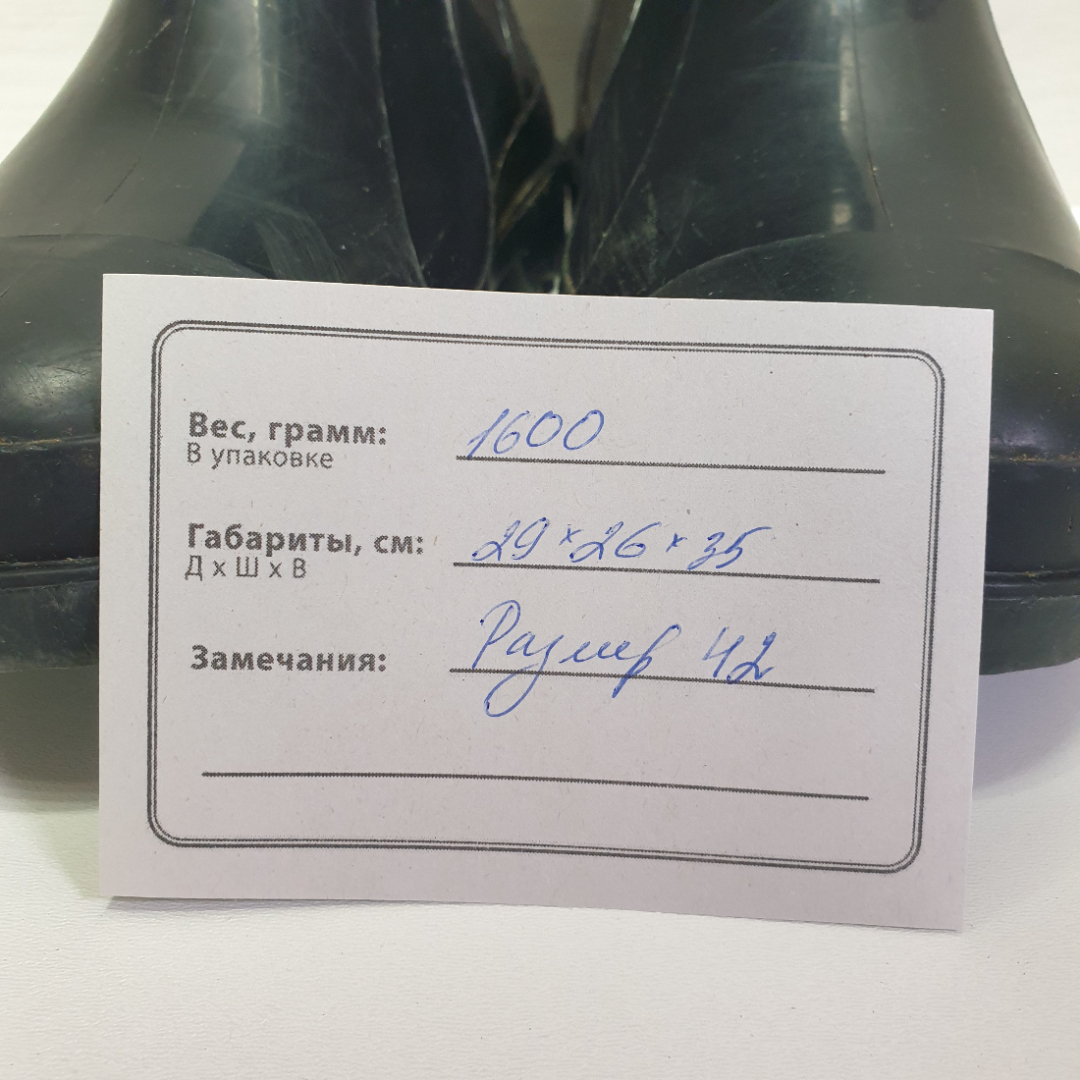 Вес, грамм: 1600
В упаковке
Габариты, см: 29 x 26 x 35
Д x Ш x В
Замечания: Размер 42